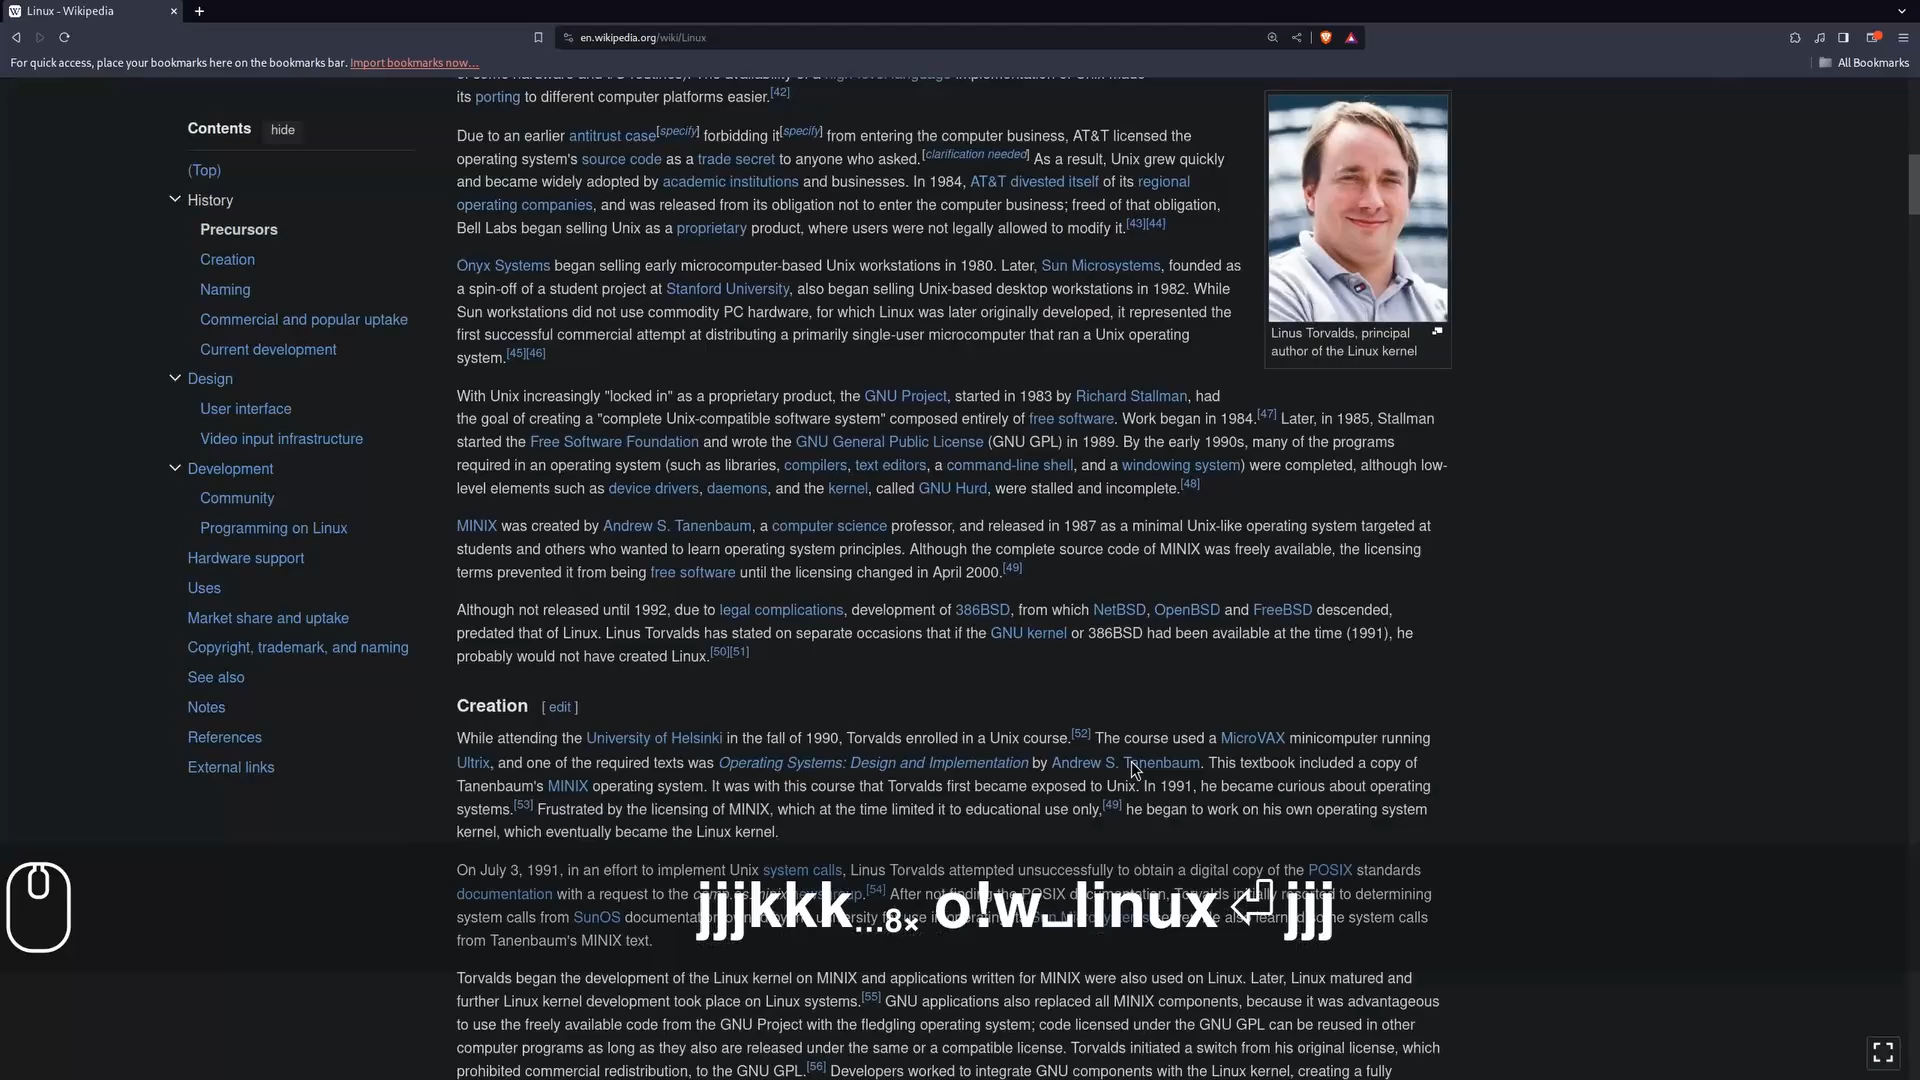 Linux - Wikipedia
en.wikipedia.org/wiki/Linux
For quick access, place your bookmarks here on the bookmarks bar. Import bookmarks now...
All Bookmarks
Contents hide
(Top)
History
Precursors
Creation
Naming
Commercial and popular uptake
Current development
Design
User interface
Video input infrastructure
Development
Community
Programming on Linux
Hardware support
Uses
Market share and uptake
Copyright, trademark, and naming
See also
Notes
References
External links
its porting to different computer platforms easier.[42]
Due to an earlier antitrust case[specify] forbidding it[specify] from entering the computer business, AT&T licensed the
operating system's source code as a trade secret to anyone who asked.[clarification needed] As a result, Unix grew quickly
and became widely adopted by academic institutions and businesses. In 1984, AT&T divested itself of its regional
operating companies, and was released from its obligation not to enter the computer business; freed of that obligation,
Bell Labs began selling Unix as a proprietary product, where users were not legally allowed to modify it.[43][44]
Onyx Systems began selling early microcomputer-based Unix workstations in 1980. Later, Sun Microsystems, founded as
a spin-off of a student project at Stanford University, also began selling Unix-based desktop workstations in 1982. While
Sun workstations did not use commodity PC hardware, for which Linux was later originally developed, it represented the
first successful commercial attempt at distributing a primarily single-user microcomputer that ran a Unix operating
system.[45][46]
Linus Torvalds, principal
author of the Linux kernel
With Unix increasingly "locked in" as a proprietary product, the GNU Project, started in 1983 by Richard Stallman, had
the goal of creating a "complete Unix-compatible software system" composed entirely of free software. Work began in 1984.[47] Later, in 1985, Stallman
started the Free Software Foundation and wrote the GNU General Public License (GNU GPL) in 1989. By the early 1990s, many of the programs
required in an operating system (such as libraries, compilers, text editors, a command-line shell, and a windowing system) were completed, although low-
level elements such as device drivers, daemons, and the kernel, called GNU Hurd, were stalled and incomplete.[48]
MINIX was created by Andrew S. Tanenbaum, a computer science professor, and released in 1987 as a minimal Unix-like operating system targeted at
students and others who wanted to learn operating system principles. Although the complete source code of MINIX was freely available, the licensing
terms prevented it from being free software until the licensing changed in April 2000.[49]
Although not released until 1992, due to legal complications, development of 386BSD, from which NetBSD, OpenBSD and FreeBSD descended,
predated that of Linux. Linus Torvalds has stated on separate occasions that if the GNU kernel or 386BSD had been available at the time (1991), he
probably would not have created Linux.[50][51]
Creation [ edit ]
While attending the University of Helsinki in the fall of 1990, Torvalds enrolled in a Unix course.[52] The course used a MicroVAX minicomputer running
Ultrix, and one of the required texts was Operating Systems: Design and Implementation by Andrew S. Tanenbaum. This textbook included a copy of
Tanenbaum's MINIX operating system. It was with this course that Torvalds first became exposed to Unix. In 1991, he became curious about operating
systems.[53] Frustrated by the licensing of MINIX, which at the time limited it to educational use only,[49] he began to work on his own operating system
kernel, which eventually became the Linux kernel.
On July 3, 1991, in an effort to implement Unix system calls, Linus Torvalds attempted unsuccessfully to obtain a digital copy of the POSIX standards
documentation with a request to the newsgroup.[54] After not finding the POSIX documentation, Torvalds initially resorted to determining
system calls from SunOS system calls
from Tanenbaum's MINIX text.
jjjkkk...8× o!w␣linux⏎jjj
Torvalds began the development of the Linux kernel on MINIX and applications written for MINIX were also used on Linux. Later, Linux matured and
further Linux kernel development took place on Linux systems.[55] GNU applications also replaced all MINIX components, because it was advantageous
to use the freely available code from the GNU Project with the fledgling operating system; code licensed under the GNU GPL can be reused in other
computer programs as long as they also are released under the same or a compatible license. Torvalds initiated a switch from his original license, which
prohibited commercial redistribution, to the GNU GPL.[56] Developers worked to integrate GNU components with the Linux kernel, creating a fully